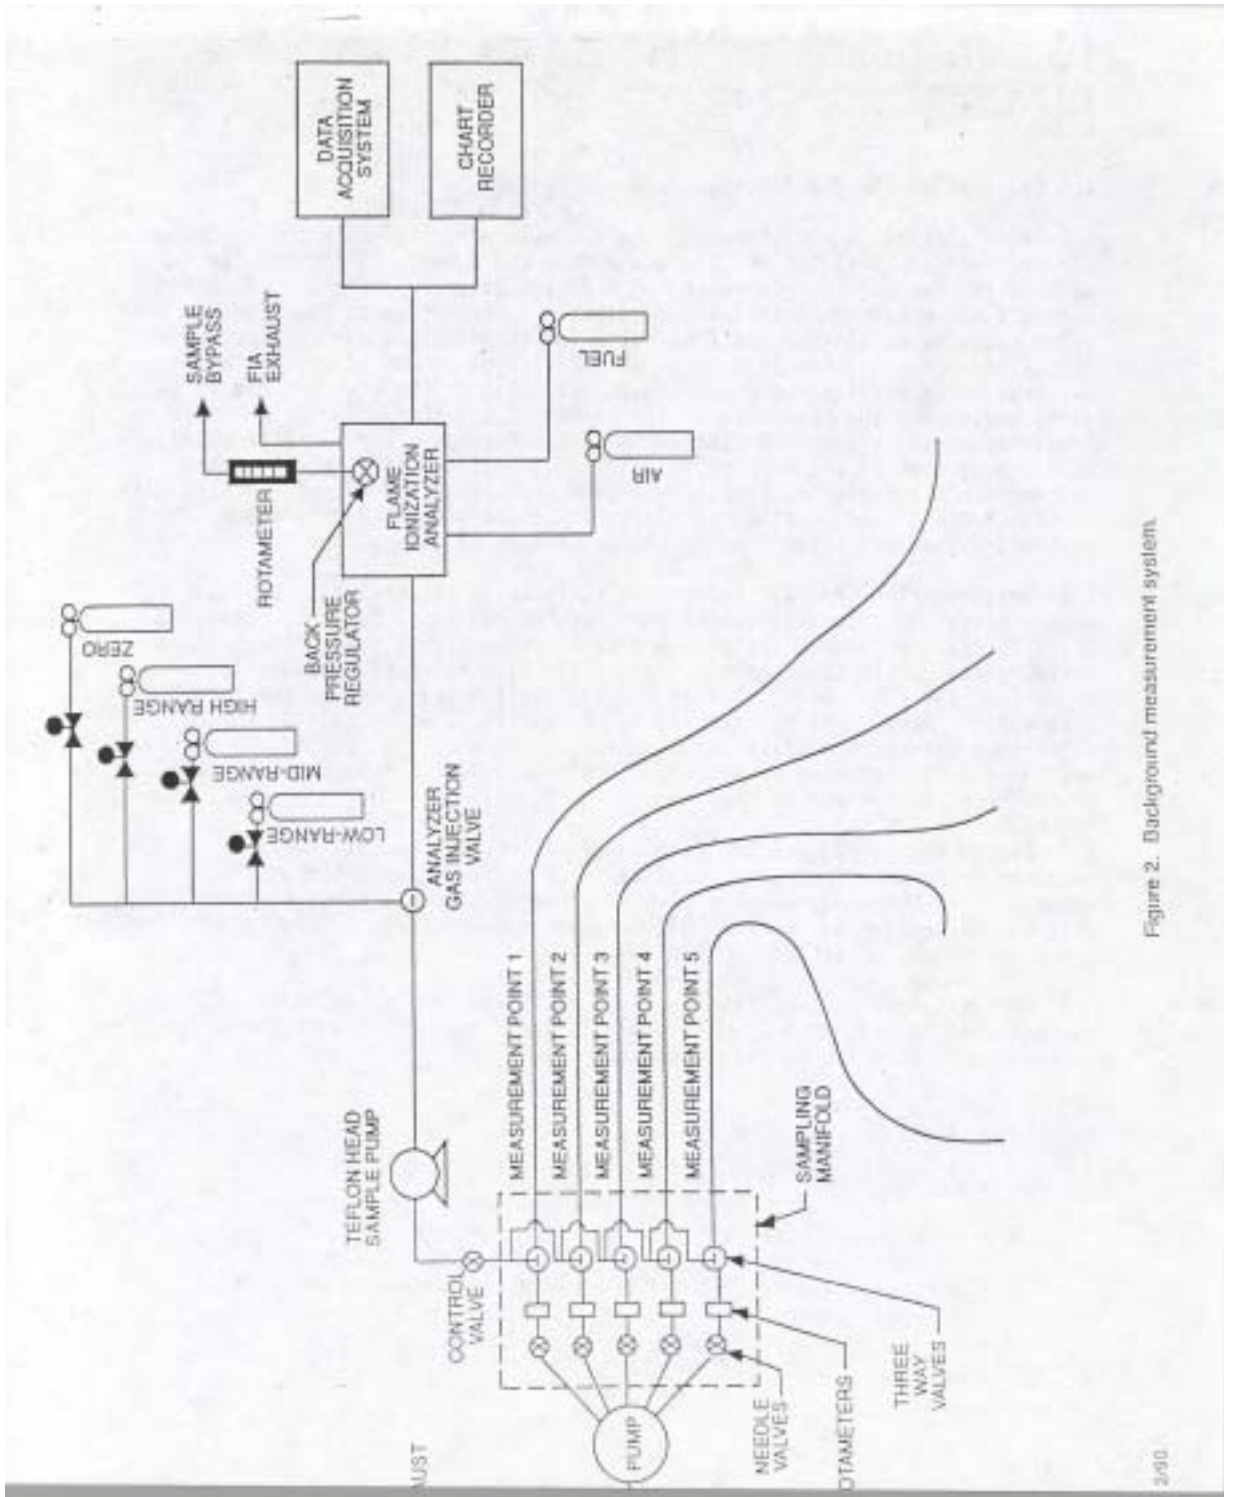 DATA
ACQUISITION
SYSTEM
CHART
RECORDER
SAMPLE
BYPASS
FIA
EXHAUST
ROTAMETER
BACK
PRESSURE
REGULATOR
FLAME
IONIZATION
ANALYZER
FUEL
AIR
ZERO
HIGH RANGE
MID-RANGE
LOW-RANGE
ANALYZER
GAS INJECTION
VALVE
TEFLON HEAD
SAMPLE PUMP
CONTROL
VALVE
MEASUREMENT POINT 1
MEASUREMENT POINT 2
MEASUREMENT POINT 3
MEASUREMENT POINT 4
MEASUREMENT POINT 5
SAMPLING
MANIFOLD
AUST
PUMP
NEEDLE
VALVES
OTAMETERS
THREE
WAY
VALVES
Figure 2. Background measurement system.
2/90